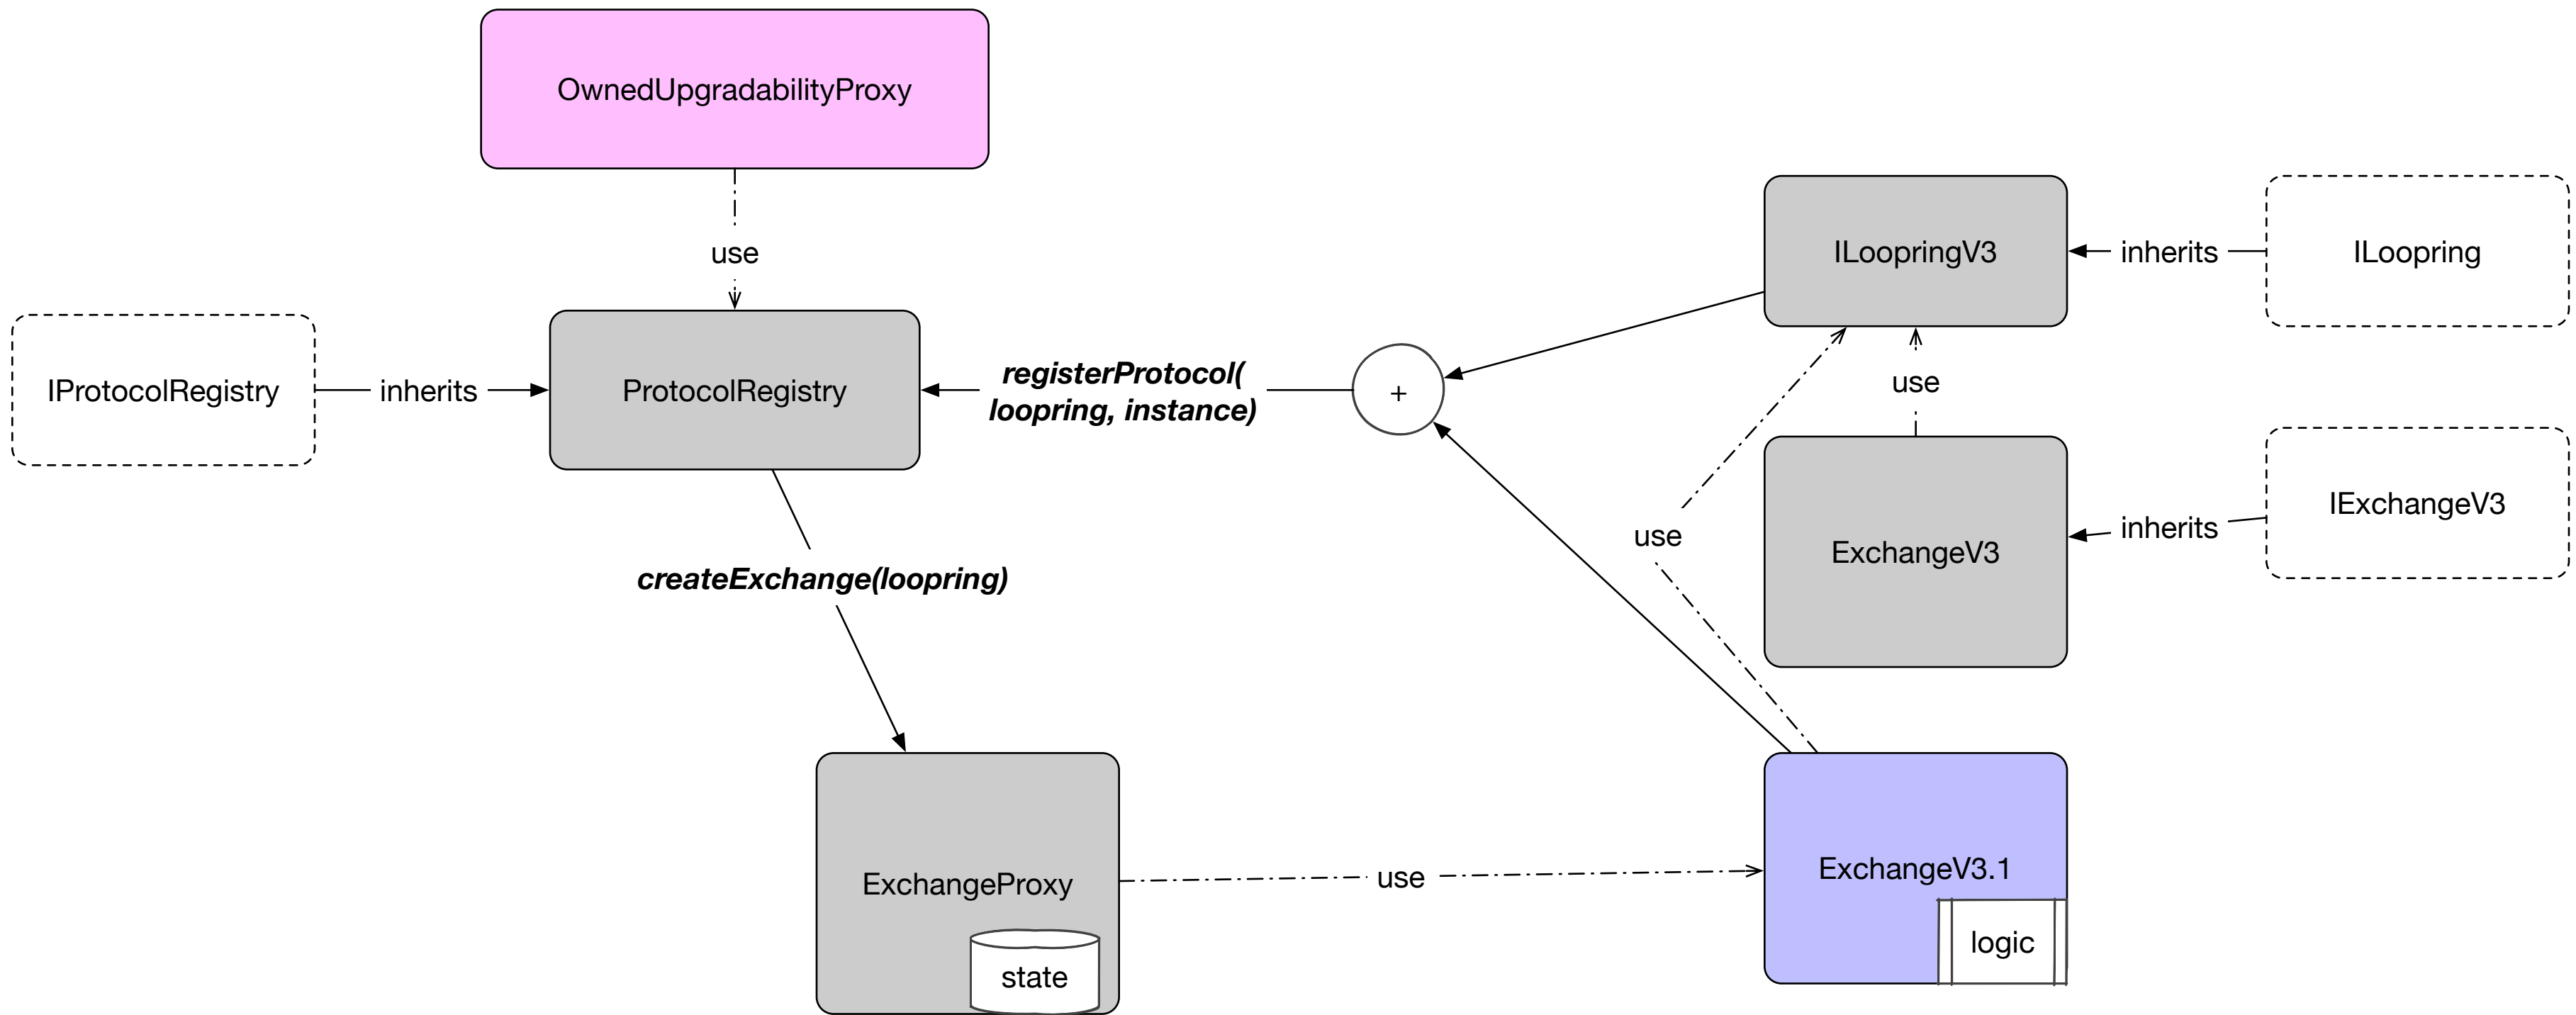 OwnedUpgradabilityProxy
use
ILoopringV3
inherits
ILoopring
IProtocolRegistry
inherits
ProtocolRegistry
registerProtocol(
loopring, instance)
+
use
IExchangeV3
inherits
ExchangeV3
use
createExchange(loopring)
ExchangeProxy
state
use
ExchangeV3.1
logic